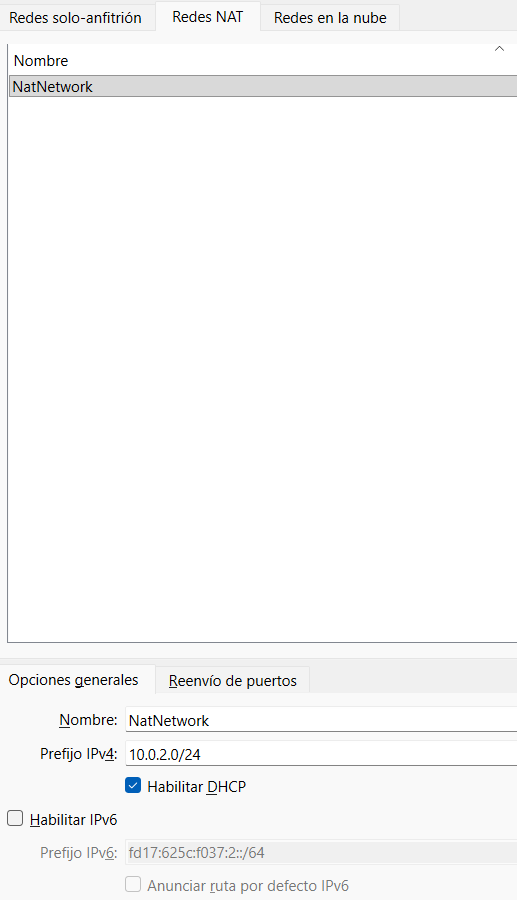 Redes solo-anfitrión Redes NAT Redes en la nube
Nombre
NatNetwork
Opciones generales Reenvío de puertos
Nombre: NatNetwork
Prefijo IPv4: 10.0.2.0/24
Habilitar DHCP
Habilitar IPv6
Prefijo IPv6: fd17:625c:f037:2::/64
Anunciar ruta por defecto IPv6